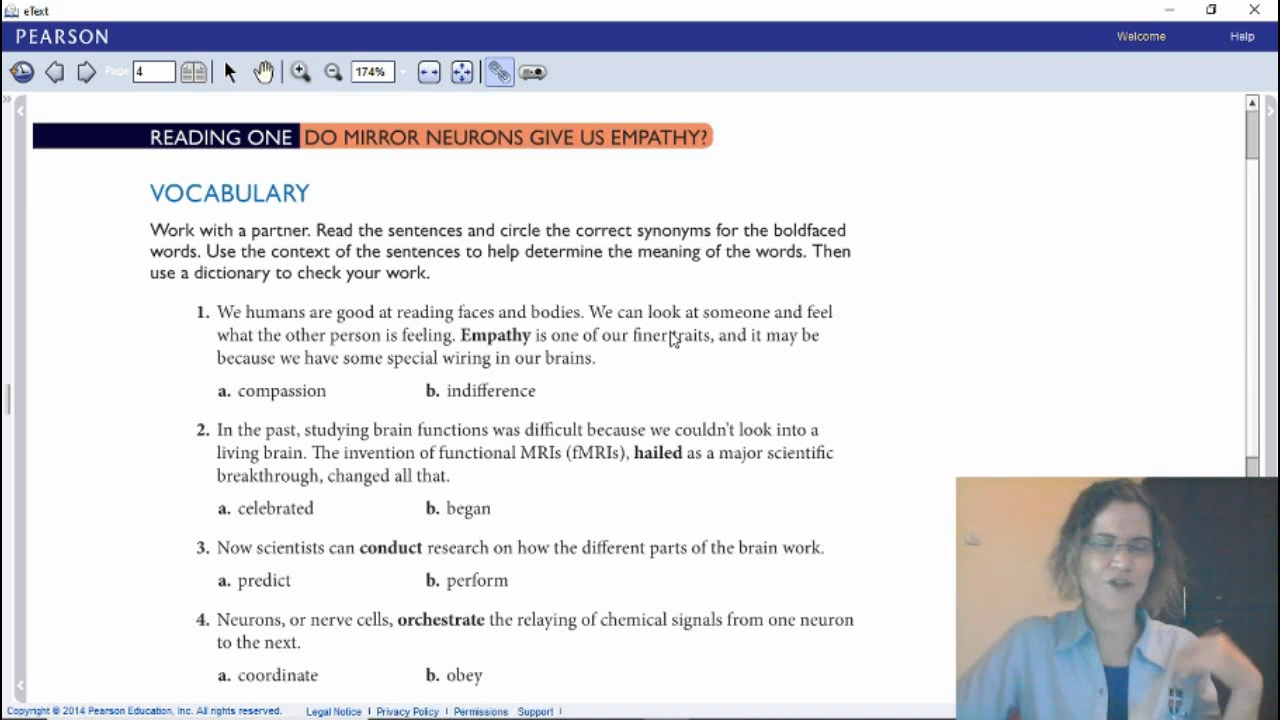 eText
PEARSON
Welcome
Help
Page
4
174%
READING ONE DO MIRROR NEURONS GIVE US EMPATHY?
VOCABULARY
Work with a partner. Read the sentences and circle the correct synonyms for the boldfaced
words. Use the context of the sentences to help determine the meaning of the words. Then
use a dictionary to check your work.
1. We humans are good at reading faces and bodies. We can look at someone and feel
what the other person is feeling. Empathy is one of our finer traits, and it may be
because we have some special wiring in our brains.
a. compassion b. indifference
2. In the past, studying brain functions was difficult because we couldn't look into a
living brain. The invention of functional MRIs (fMRIs), hailed as a major scientific
breakthrough, changed all that.
a. celebrated b. began
3. Now scientists can conduct research on how the different parts of the brain work.
a. predict b. perform
4. Neurons, or nerve cells, orchestrate the relaying of chemical signals from one neuron
to the next.
a. coordinate b. obey
Copyright © 2014 Pearson Education, Inc. All rights reserved. Legal Notice | Privacy Policy | Permissions Support |